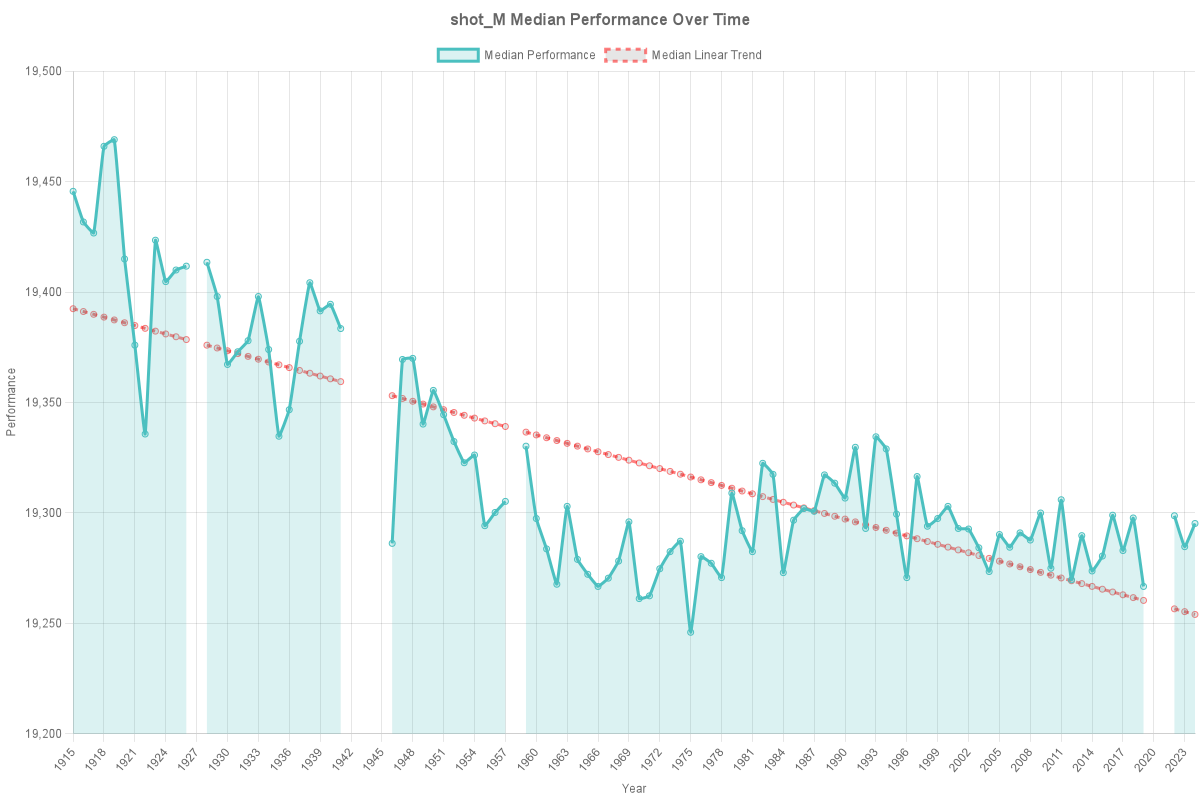 shot_M Median Performance Over Time
Median Performance Median Linear Trend
19,500
19,450
19,400
19,350
19,300
19,250
19,200
Performance
1915 1918 1921 1924 1927 1930 1933 1936 1939 1942 1945 1948 1951 1954 1957 1960 1963 1966 1969 1972 1975 1978 1981 1984 1987 1990 1993 1996 1999 2002 2005 2008 2011 2014 2017 2020 2023
Year